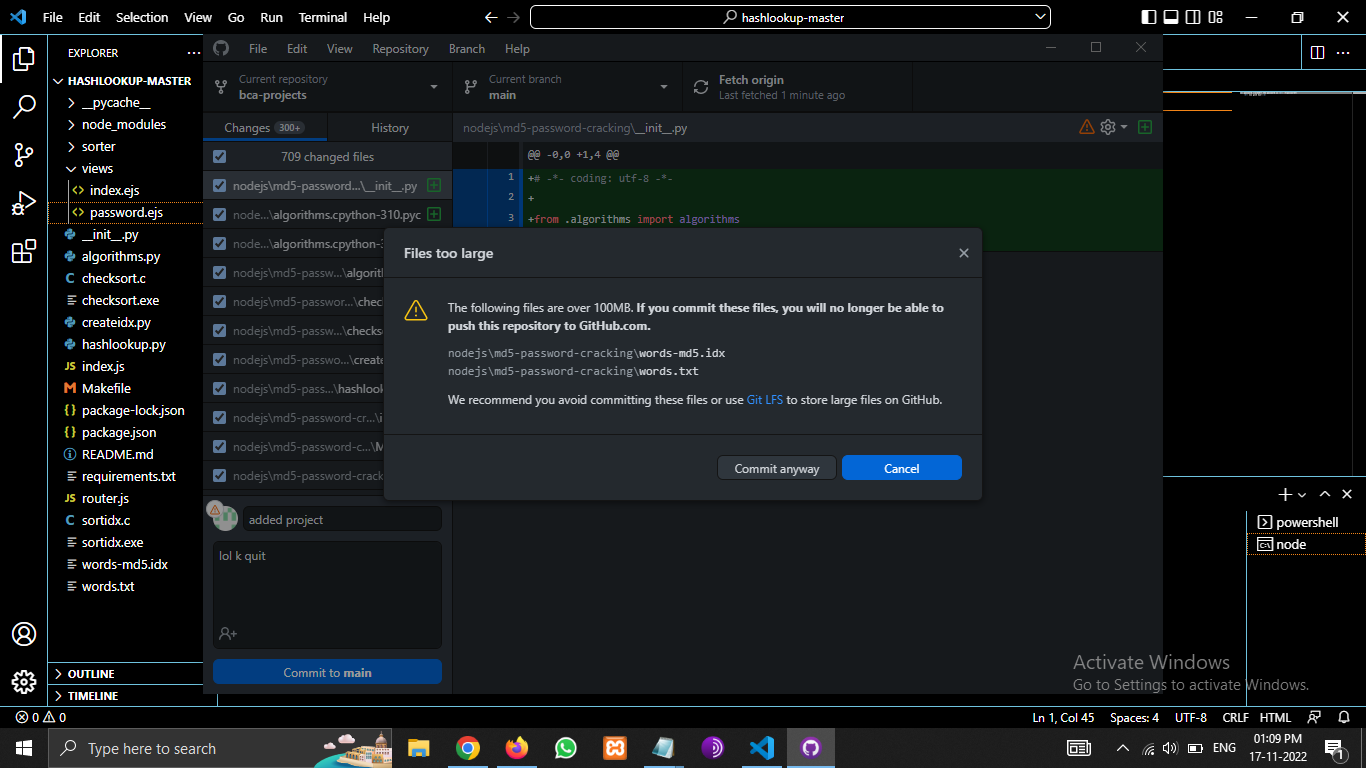 File Edit Selection View Go Run Terminal Help
hashlookup-master
EXPLORER
HASHLOOKUP-MASTER
__pycache__
node_modules
sorter
views
index.ejs
password.ejs
__init__.py
algorithms.py
checksort.c
checksort.exe
createidx.py
hashlookup.py
JS index.js
Makefile
package-lock.json
package.json
README.md
requirements.txt
JS router.js
sortidx.c
sortidx.exe
words-md5.idx
words.txt
OUTLINE
TIMELINE
File Edit View Repository Branch Help
Current repository
bca-projects
Current branch
main
Fetch origin
Last fetched 1 minute ago
Changes 300+ History
709 changed files
nodejs\md5-password...\__init__.py
node...\algorithms.cpython-310.pyc
node...\algorithms.cpython-3
nodejs\md5-passw...\algorith
nodejs\md5-passwor...\chec
nodejs\md5-passw...\checks
nodejs\md5-passwo...\create
nodejs\md5-pass...\hashlook
nodejs\md5-password-cr...\i
nodejs\md5-password-c...\M
nodejs\md5-password-crack
added project
lol k quit
Commit to main
nodejs\md5-password-cracking\__init__.py
@@ -0,0 +1,4 @@
1 +# -*- coding: utf-8 -*-
2 +
3 +from .algorithms import algorithms
Files too large
The following files are over 100MB. If you commit these files, you will no longer be able to
push this repository to GitHub.com.
nodejs\md5-password-cracking\words-md5.idx
nodejs\md5-password-cracking\words.txt
We recommend you avoid committing these files or use Git LFS to store large files on GitHub.
Commit anyway Cancel
powershell
node
Activate Windows
Go to Settings to activate Windows.
0 0 Ln 1, Col 45 Spaces: 4 UTF-8 CRLF HTML
Type here to search
ENG
01:09 PM
17-11-2022
1